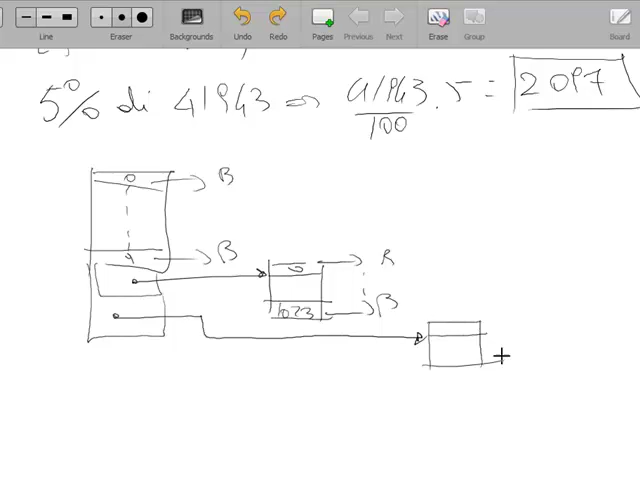 Line
Eraser
Backgrounds
Undo
Redo
Pages
Previous
Next
Erase
Group
Board
5% di 41943 => 41943 . 5 = 2097
100
0 B
9 B
0 B
1023 B